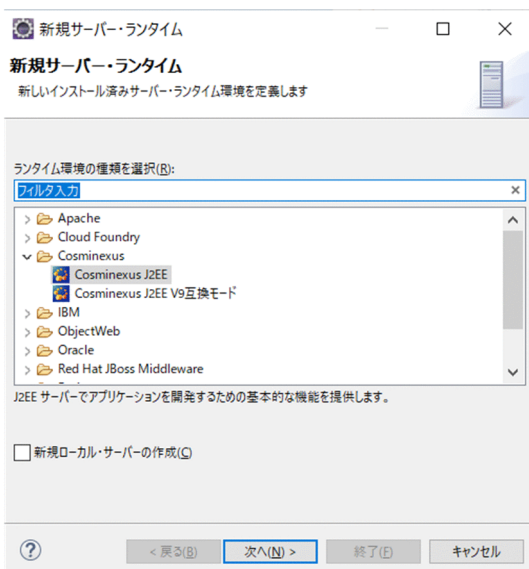 新規サーバー・ランタイム
新規サーバー・ランタイム
新しいインストール済みサーバー・ランタイム環境を定義します
ランタイム環境の種類を選択(R):
フィルタ入力
Apache
Cloud Foundry
Cosminexus
Cosminexus J2EE
Cosminexus J2EE V9互換モード
IBM
ObjectWeb
Oracle
Red Hat JBoss Middleware
J2EE サーバーでアプリケーションを開発するための基本的な機能を提供します。
新規ローカル・サーバーの作成(C)
< 戻る(B) 次へ(N) > 終了(F) キャンセル